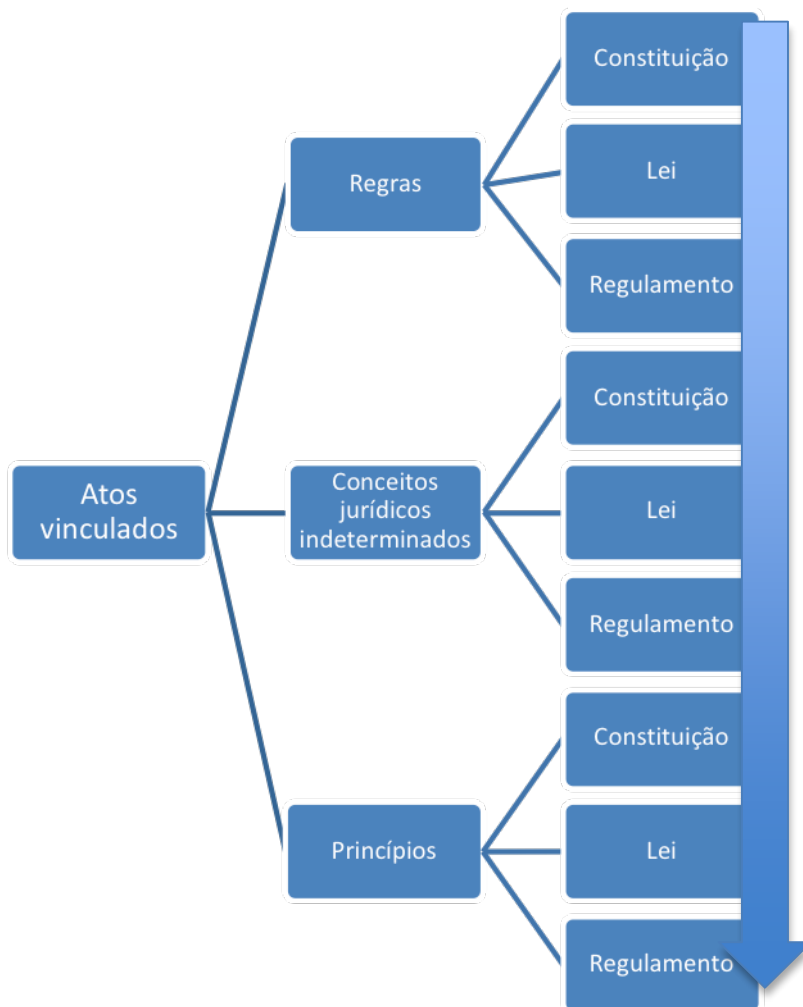 Atos
vinculados
Regras
Constituição
Lei
Regulamento
Conceitos
jurídicos
indeterminados
Constituição
Lei
Regulamento
Princípios
Constituição
Lei
Regulamento